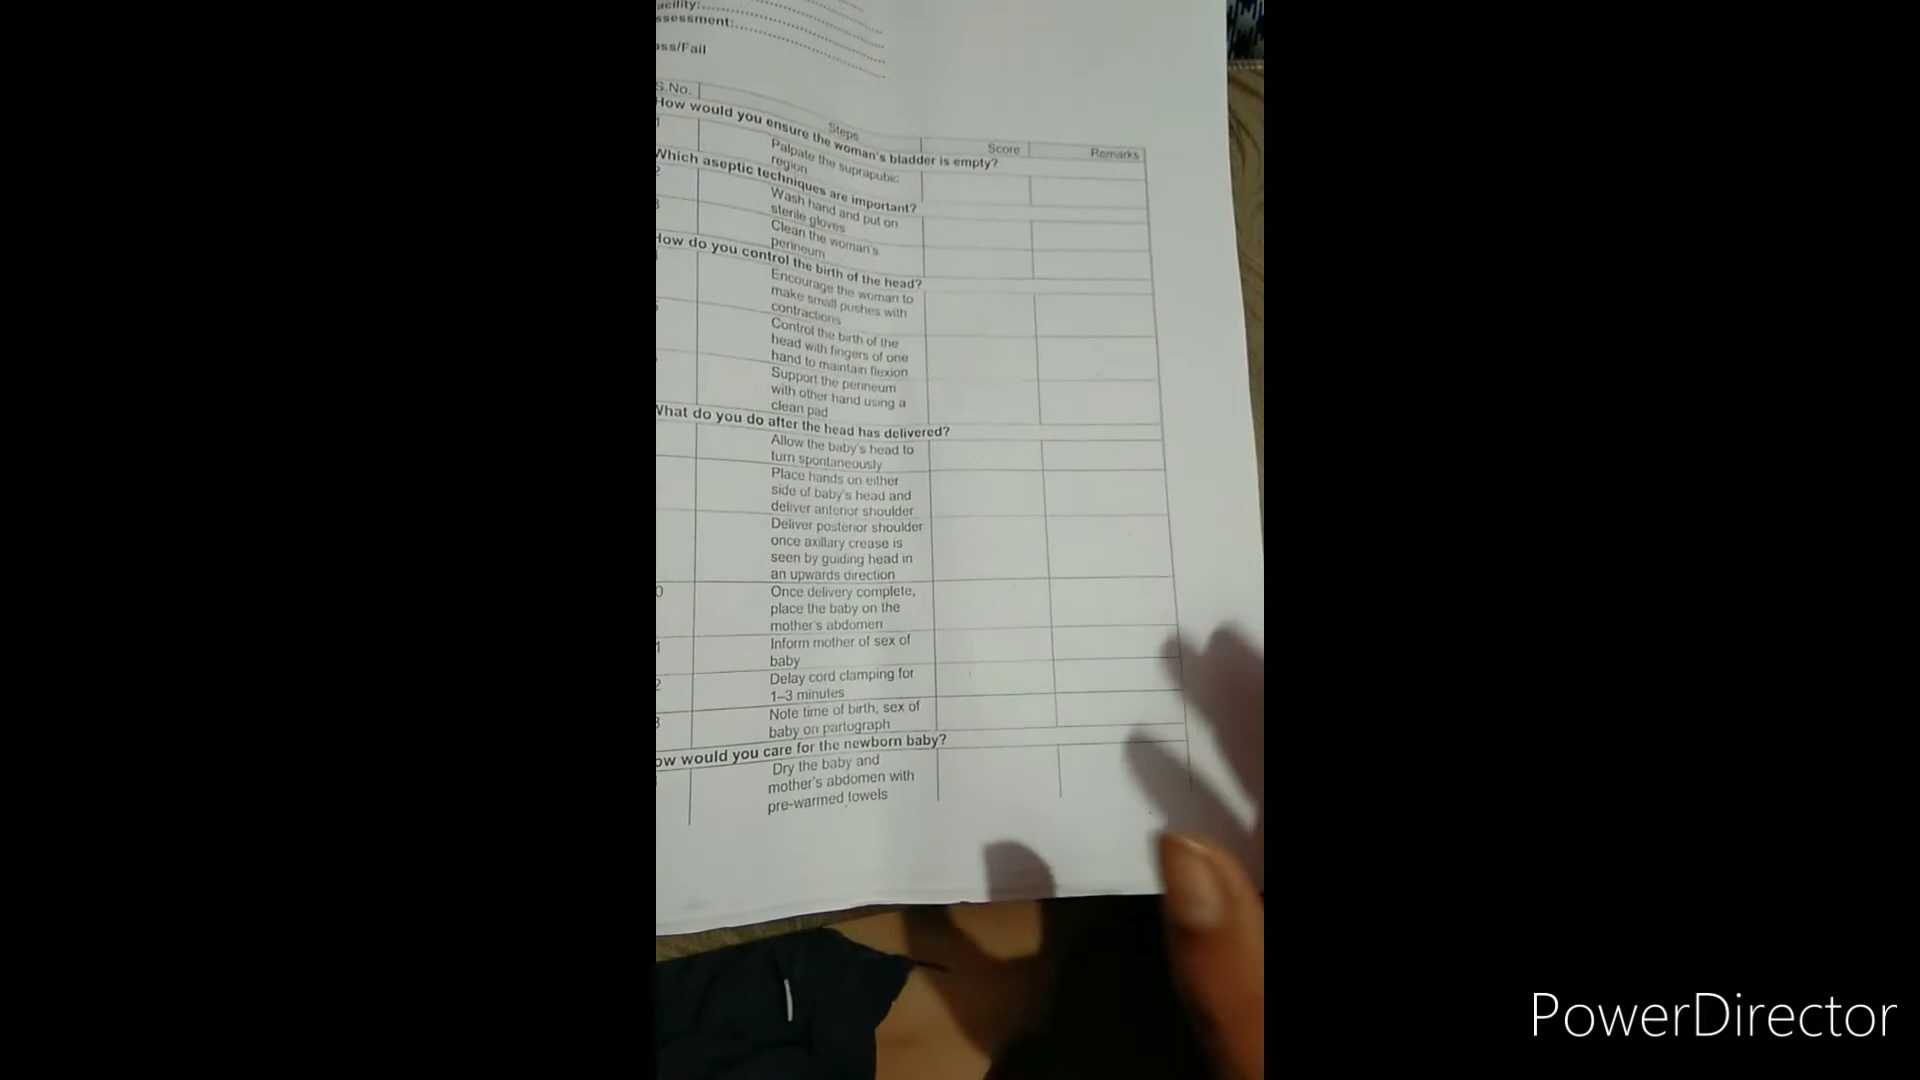 acility:
ssessment:
ass/Fail
S.No.
Steps
Score
Remarks
How would you ensure the woman's bladder is empty?
1
Palpate the suprapubic
region
Which aseptic techniques are important?
2
Wash hand and put on
sterile gloves
3
Clean the woman's
perineum
How do you control the birth of the head?
Encourage the woman to
make small pushes with
contractions
Control the birth of the
head with fingers of one
hand to maintain flexion
Support the perineum
with other hand using a
clean pad
What do you do after the head has delivered?
Allow the baby's head to
turn spontaneously
Place hands on either
side of baby's head and
deliver anterior shoulder
Deliver posterior shoulder
once axillary crease is
seen by guiding head in
an upwards direction
0
Once delivery complete,
place the baby on the
mother's abdomen
1
Inform mother of sex of
baby
2
Delay cord clamping for
1–3 minutes
3
Note time of birth, sex of
baby on partograph
ow would you care for the newborn baby?
Dry the baby and
mother's abdomen with
pre-warmed towels
PowerDirector